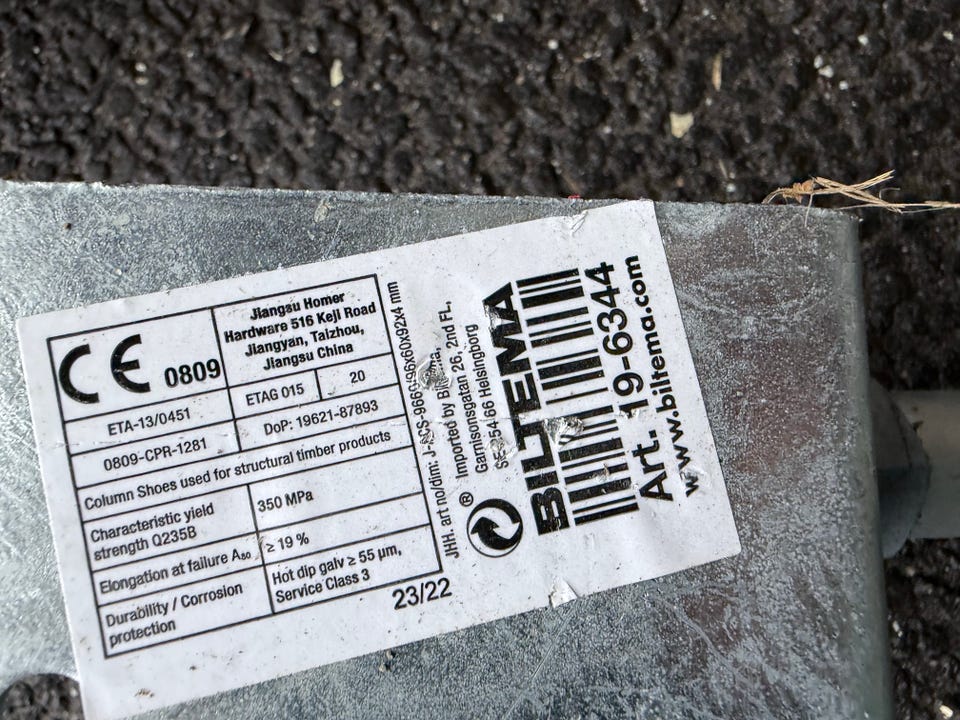 CE 0809
Jiangsu Homer
Hardware 516 Keji Road
Jiangyan, Taizhou,
Jiangsu China
ETA-13/0451
ETAG 015
20
0809-CPR-1281
DoP: 19621-87893
Column Shoes used for structural timber products
Characteristic yield
strength Q235B
350 MPa
Elongation at failure A₈₀
≥ 19 %
Durability / Corrosion
protection
Hot dip galv ≥ 55 µm,
Service Class 3
23/22
JHH. art no/dim: 96x60x92x4 mm
Imported by 26, 2nd Fl.,
Garnisonsgatan
Helsingborg
®
BILTEMA
Art. 19-6344
www.biltema.com